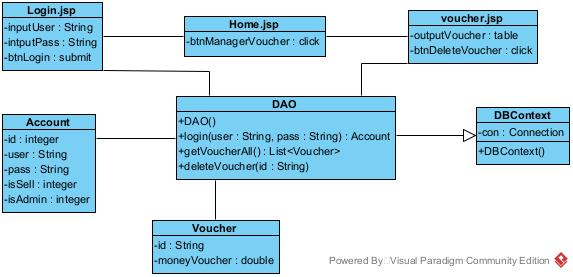 Login.jsp
-inputUser : String
-intputPass : String
-btnLogin : submit
Home.jsp
-btnManagerVoucher : click
voucher.jsp
-outputVoucher : table
-btnDeleteVoucher : click
Account
-id : integer
-user : String
-pass : String
-isSell : integer
-isAdmin : integer
DAO
+DAO()
+login(user : String, pass : String) : Account
+getVoucherAll() : List<Voucher>
+deleteVoucher(id : String)
DBContext
-con : Connection
+DBContext()
Voucher
-id : String
-moneyVoucher : double
Powered By Visual Paradigm Community Edition